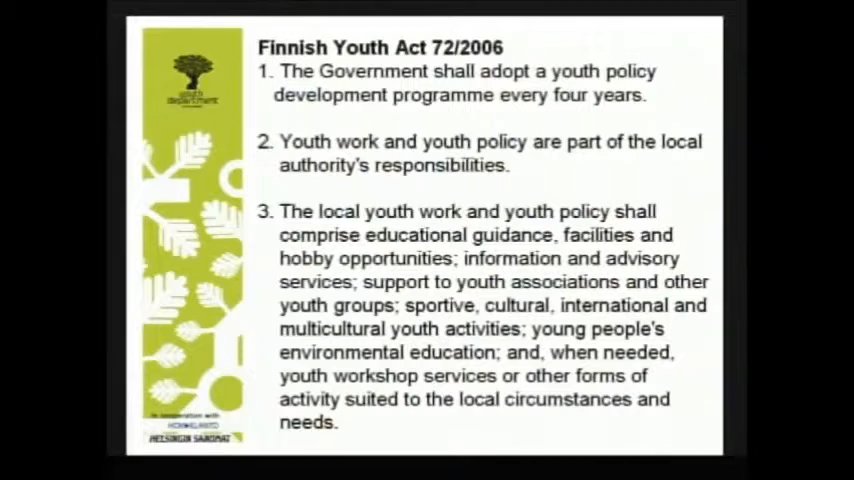 Finnish Youth Act 72/2006
1. The Government shall adopt a youth policy
development programme every four years.
2. Youth work and youth policy are part of the local
authority's responsibilities.
3. The local youth work and youth policy shall
comprise educational guidance, facilities and
hobby opportunities; information and advisory
services; support to youth associations and other
youth groups; sportive, cultural, international and
multicultural youth activities; young people's
environmental education; and, when needed,
youth workshop services or other forms of
activity suited to the local circumstances and
needs.
youth
department
in cooperation with
HELSINGIN SANOMAT